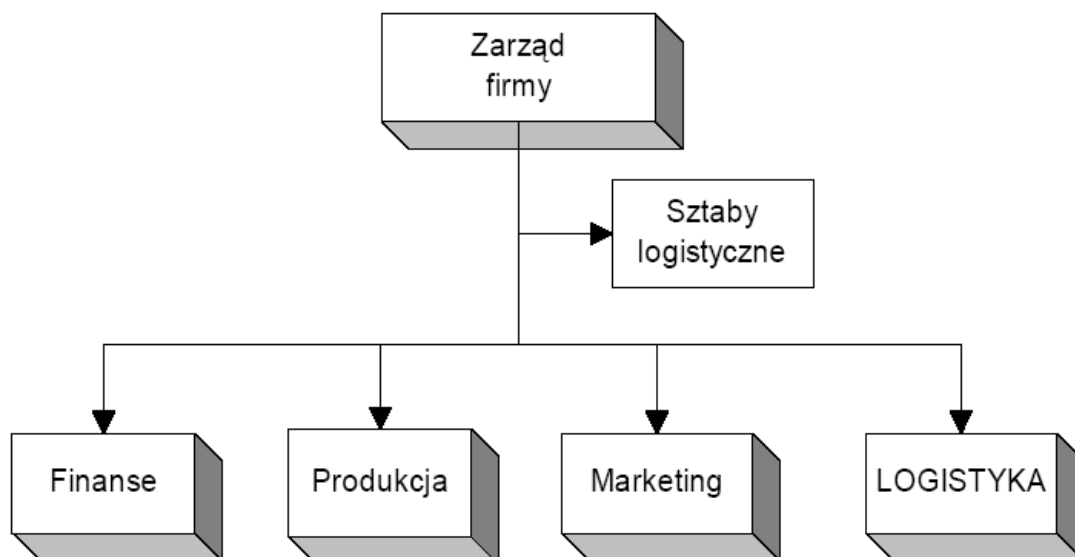 Zarząd
firmy
Sztaby
logistyczne
Finanse
Produkcja
Marketing
LOGISTYKA